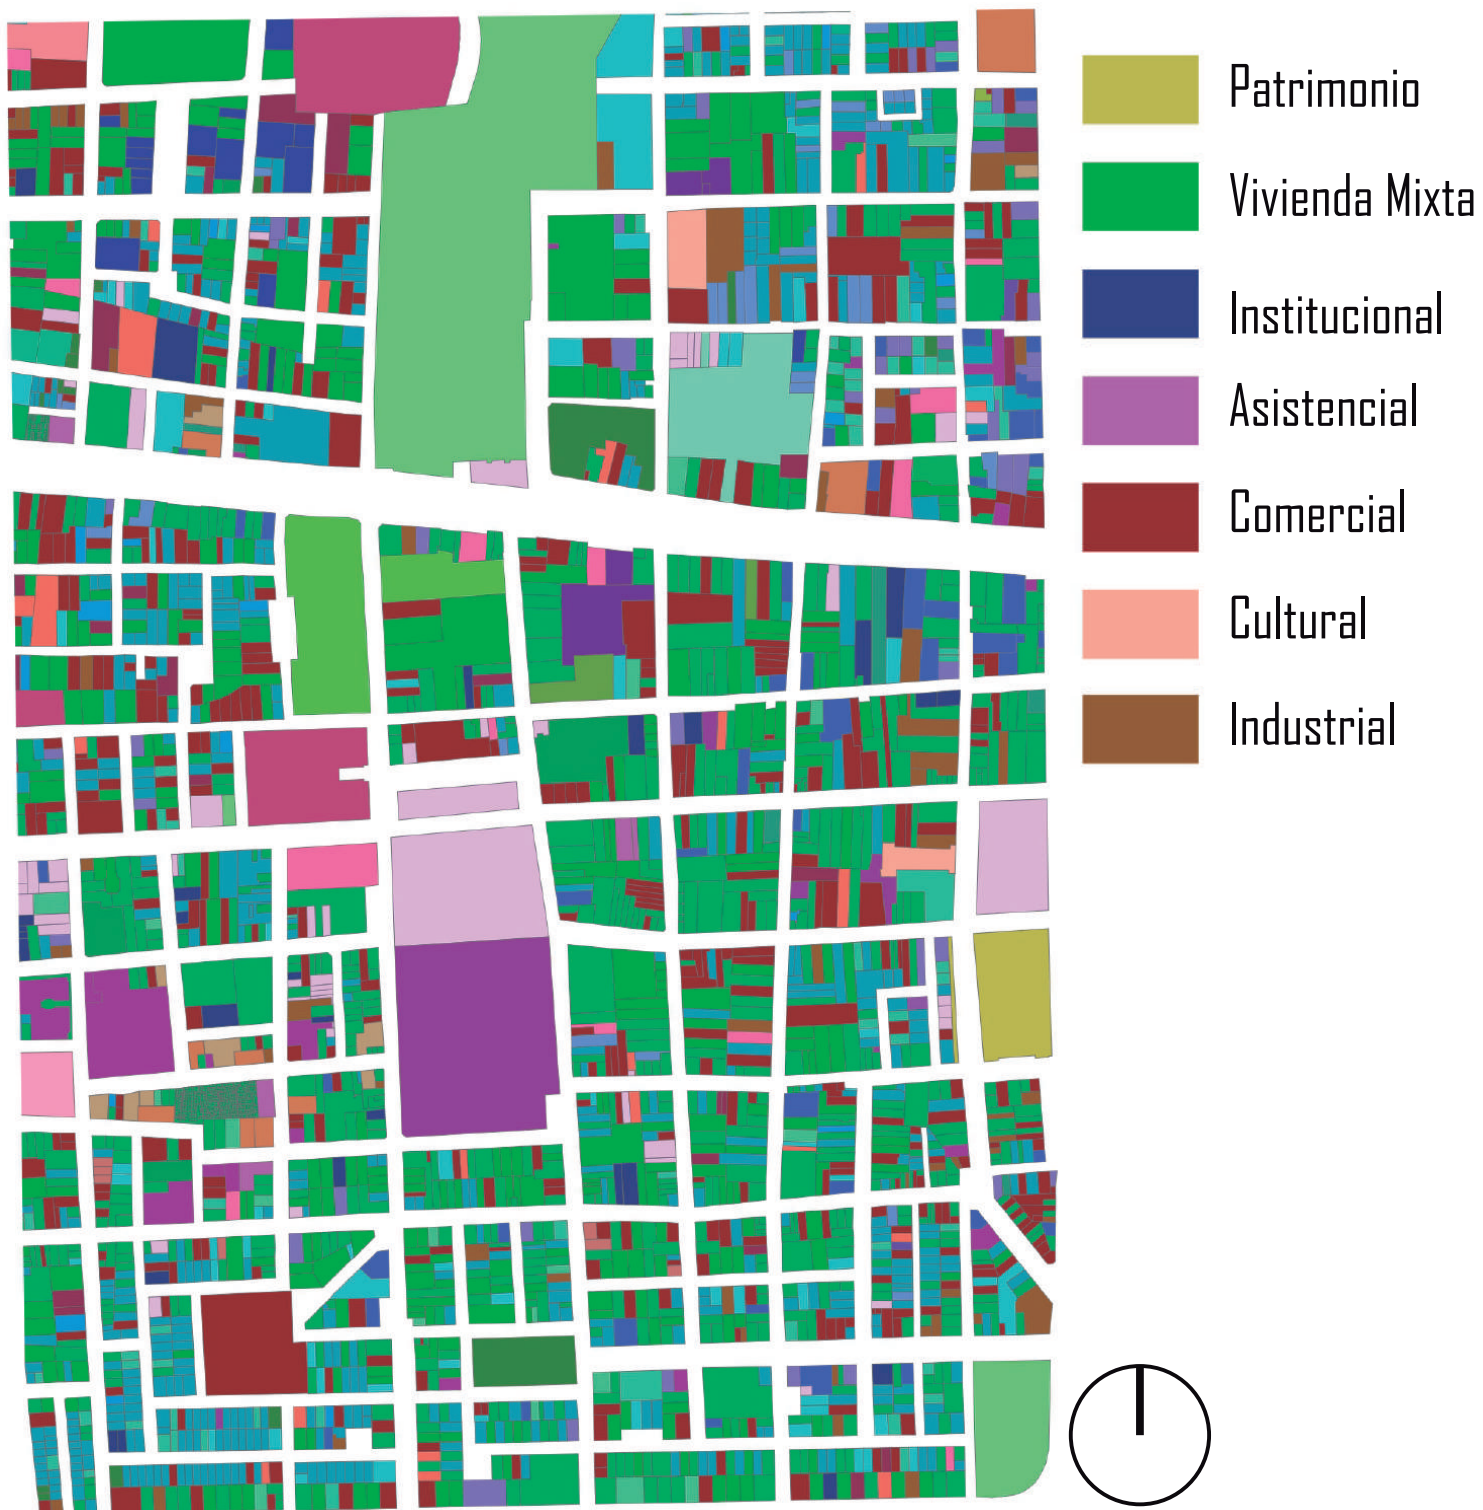 Patrimonio
Vivienda Mixta
Institucional
Asistencial
Comercial
Cultural
Industrial